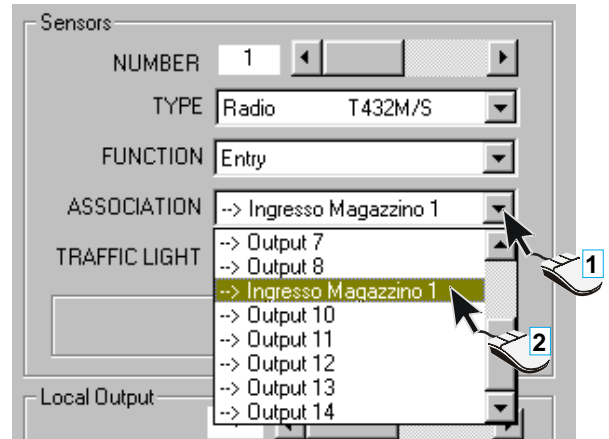 Sensors
NUMBER 1
TYPE Radio T432M/S
FUNCTION Entry
ASSOCIATION --> Ingresso Magazzino 1
TRAFFIC LIGHT
--> Output 7
--> Output 8
--> Ingresso Magazzino 1
--> Output 10
--> Output 11
--> Output 12
--> Output 13
--> Output 14
1
2
Local Output